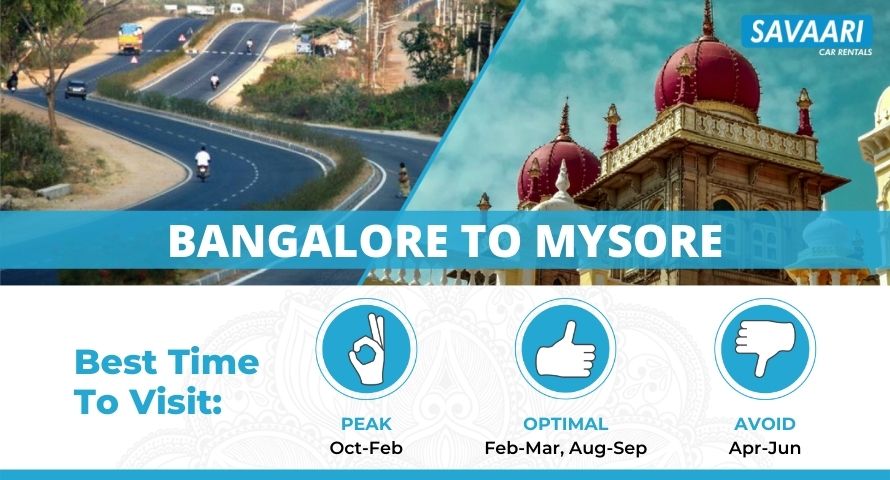 SAVAARI
CAR RENTALS
BANGALORE TO MYSORE
Best Time
To Visit:
PEAK
Oct-Feb
OPTIMAL
Feb-Mar, Aug-Sep
AVOID
Apr-Jun